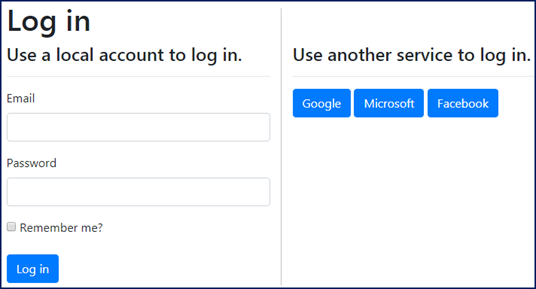 Log in
Use a local account to log in.
Email
Password
Remember me?
Log in
Use another service to log in.
Google Microsoft Facebook